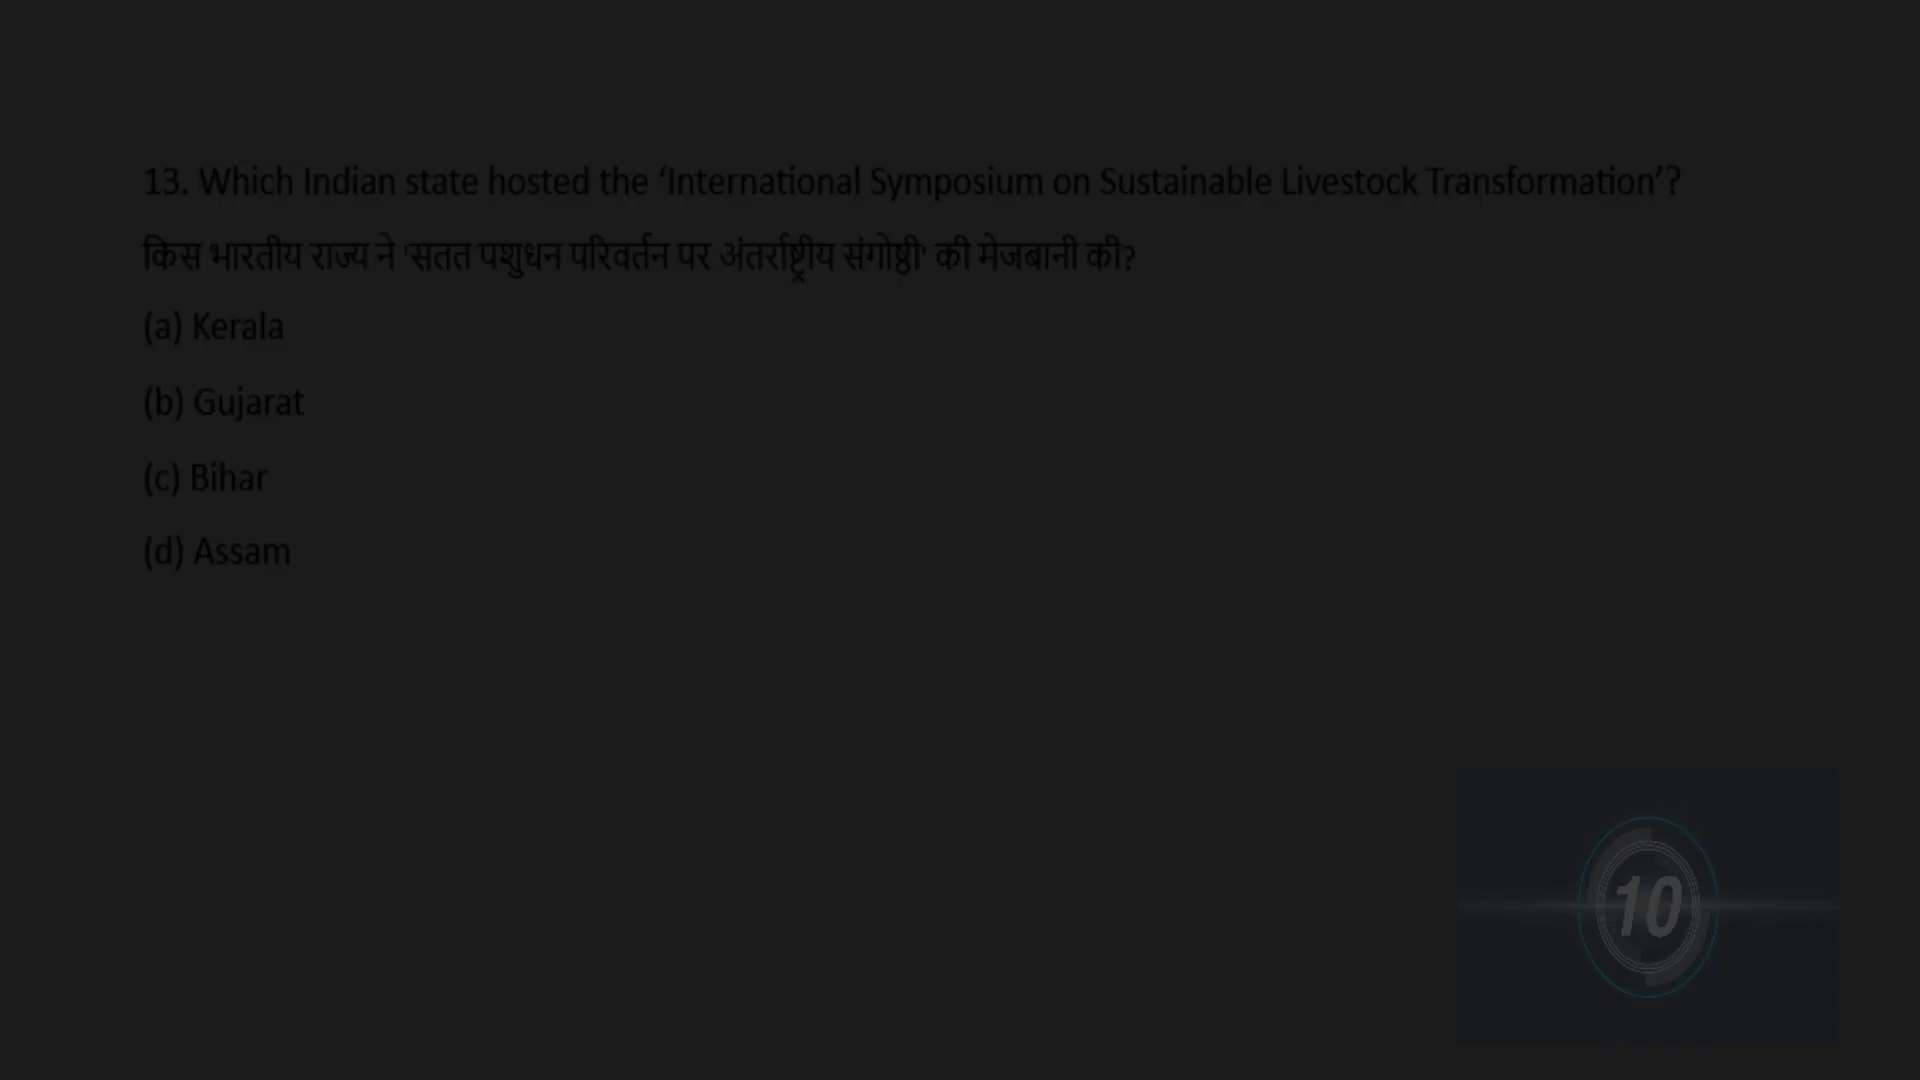 13. Which Indian state hosted the ‘International Symposium on Sustainable Livestock Transformation’?
किस भारतीय राज्य ने 'सतत पशुधन परिवर्तन पर अंतर्राष्ट्रीय संगोष्ठी' की मेजबानी की?
(a) Kerala
(b) Gujarat
(c) Bihar
(d) Assam
10